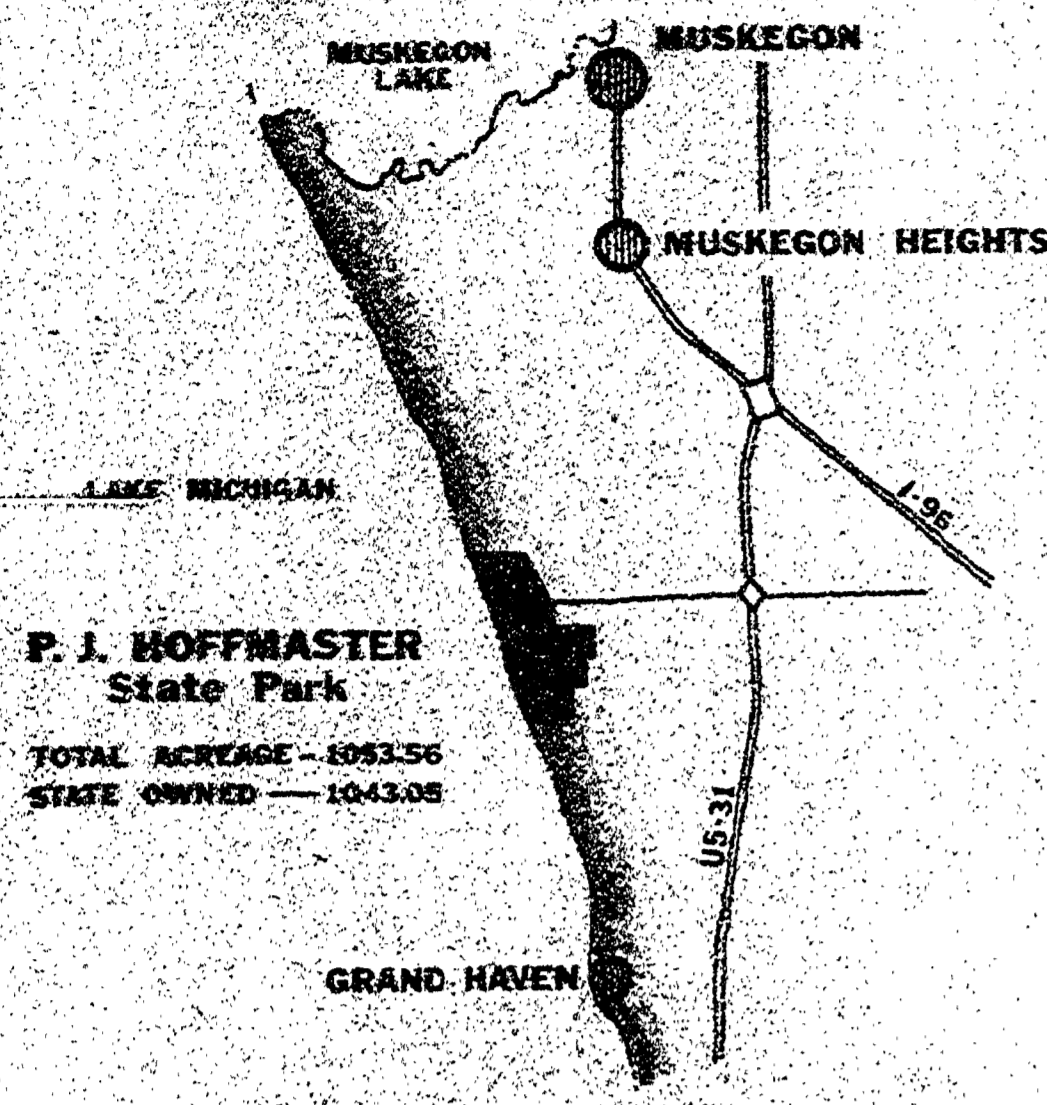 MUSKEGON
LAKE
MUSKEGON
MUSKEGON HEIGHTS
LAKE MICHIGAN
I-96
P. J. HOFFMASTER
State Park
TOTAL ACREAGE - 1053.56
STATE OWNED — 1043.05
US-31
GRAND HAVEN